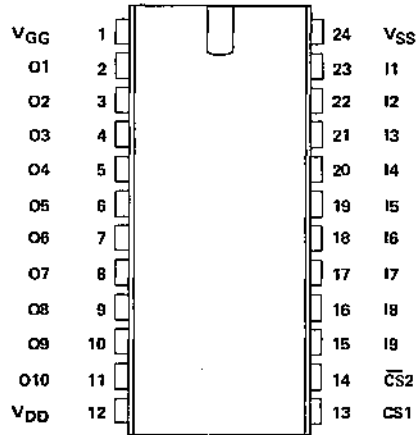 VGG 1 24 VSS
O1 2 23 I1
O2 3 22 I2
O3 4 21 I3
O4 5 20 I4
O5 6 19 I5
O6 7 18 I6
O7 8 17 I7
O8 9 16 I8
O9 10 15 I9
O10 11 14 C̅S̅2
VDD 12 13 CS1